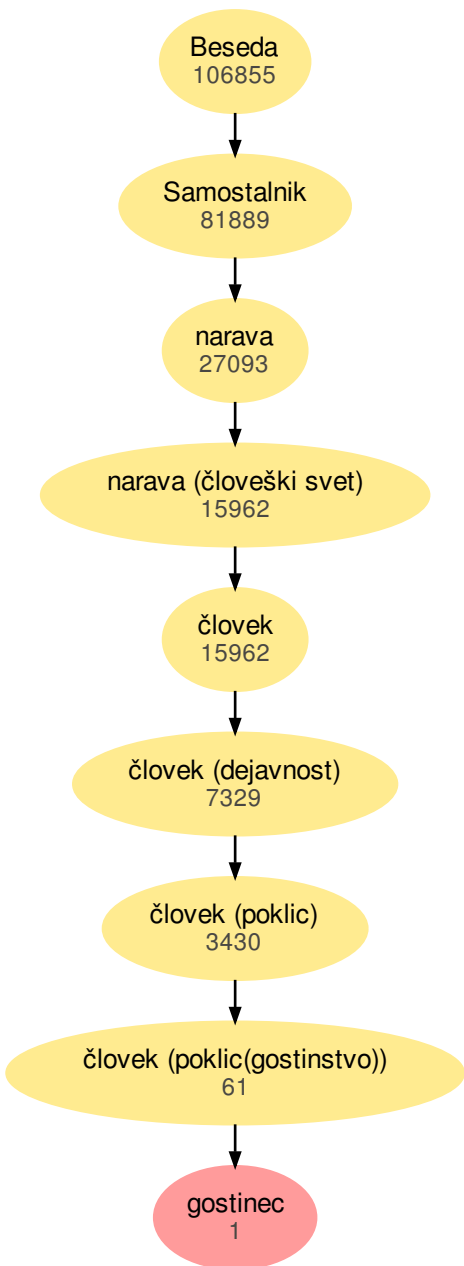 Beseda
106855
Samostalnik
81889
narava
27093
narava (človeški svet)
15962
človek
15962
človek (dejavnost)
7329
človek (poklic)
3430
človek (poklic(gostinstvo))
61
gostinec
1